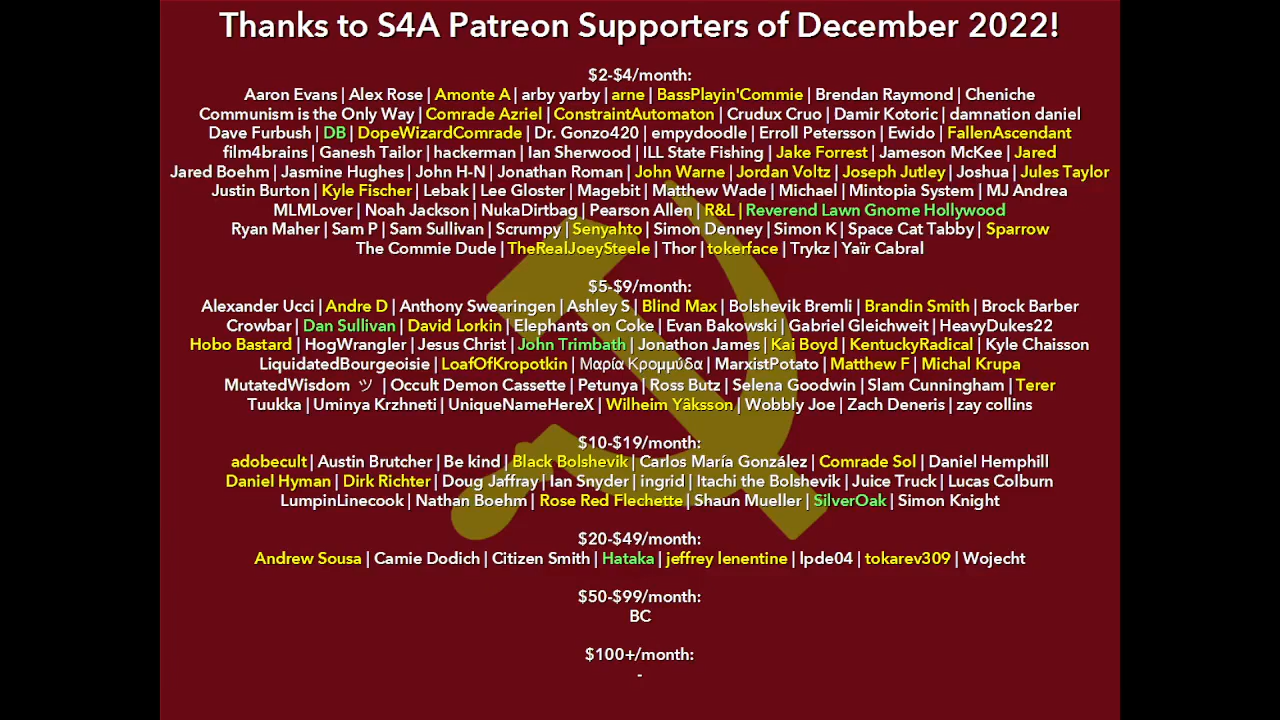 Thanks to S4A Patreon Supporters of December 2022!
$2-$4/month:
Aaron Evans | Alex Rose | Amonte A | arby yarby | arne | BassPlayin'Commie | Brendan Raymond | Cheniche
Communism is the Only Way | Comrade Azriel | ConstraintAutomaton | Crudux Cruo | Damir Kotoric | damnation daniel
Dave Furbush | DB | DopeWizardComrade | Dr. Gonzo420 | empydoodle | Erroll Petersson | Ewido | FallenAscendant
film4brains | Ganesh Tailor | hackerman | Ian Sherwood | ILL State Fishing | Jake Forrest | Jameson McKee | Jared
Jared Boehm | Jasmine Hughes | John H-N | Jonathan Roman | John Warne | Jordan Voltz | Joseph Jutley | Joshua | Jules Taylor
Justin Burton | Kyle Fischer | Lebak | Lee Gloster | Magebit | Matthew Wade | Michael | Mintopia System | MJ Andrea
MLMLover | Noah Jackson | NukaDirtbag | Pearson Allen | R&L | Reverend Lawn Gnome Hollywood
Ryan Maher | Sam P | Sam Sullivan | Scrumpy | Senyahto | Simon Denney | Simon K | Space Cat Tabby | Sparrow
The Commie Dude | TheRealJoeySteele | Thor | tokerface | Trykz | Yaïr Cabral
$5-$9/month:
Alexander Ucci | Andre D | Anthony Swearingen | Ashley S | Blind Max | Bolshevik Bremli | Brandin Smith | Brock Barber
Crowbar | Dan Sullivan | David Lorkin | Elephants on Coke | Evan Bakowski | Gabriel Gleichweit | HeavyDukes22
Hobo Bastard | HogWrangler | Jesus Christ | John Trimbath | Jonathon James | Kai Boyd | KentuckyRadical | Kyle Chaisson
LiquidatedBourgeoisie | LoafOfKropotkin | Μαρία Κρομμύδα | MarxistPotato | Matthew F | Michal Krupa
MutatedWisdom ツ | Occult Demon Cassette | Petunya | Ross Butz | Selena Goodwin | Slam Cunningham | Terer
Tuukka | Uminya Krzhneti | UniqueNameHereX | Wilheim Yâksson | Wobbly Joe | Zach Deneris | zay collins
$10-$19/month:
adobecult | Austin Brutcher | Be kind | Black Bolshevik | Carlos María González | Comrade Sol | Daniel Hemphill
Daniel Hyman | Dirk Richter | Doug Jaffray | Ian Snyder | ingrid | Itachi the Bolshevik | Juice Truck | Lucas Colburn
LumpinLinecook | Nathan Boehm | Rose Red Flechette | Shaun Mueller | SilverOak | Simon Knight
$20-$49/month:
Andrew Sousa | Camie Dodich | Citizen Smith | Hataka | jeffrey lenentine | lpde04 | tokarev309 | Wojecht
$50-$99/month:
BC
$100+/month:
-